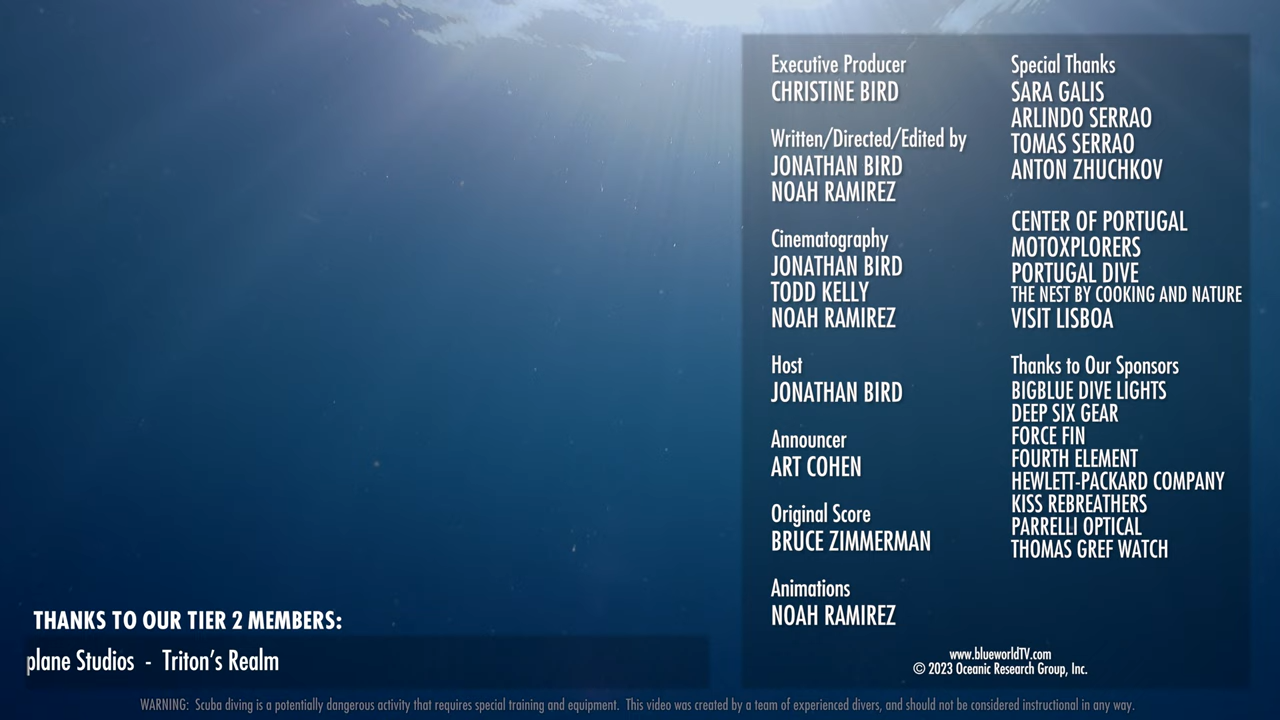 Executive Producer
CHRISTINE BIRD
Written/Directed/Edited by
JONATHAN BIRD
NOAH RAMIREZ
Cinematography
JONATHAN BIRD
TODD KELLY
NOAH RAMIREZ
Host
JONATHAN BIRD
Announcer
ART COHEN
Original Score
BRUCE ZIMMERMAN
Animations
NOAH RAMIREZ
Special Thanks
SARA GALIS
ARLINDO SERRAO
TOMAS SERRAO
ANTON ZHUCHKOV
CENTER OF PORTUGAL
MOTOXPLORERS
PORTUGAL DIVE
THE NEST BY COOKING AND NATURE
VISIT LISBOA
Thanks to Our Sponsors
BIGBLUE DIVE LIGHTS
DEEP SIX GEAR
FORCE FIN
FOURTH ELEMENT
HEWLETT-PACKARD COMPANY
KISS REBREATHERS
PARRELLI OPTICAL
THOMAS GREF WATCH
www.blueworldTV.com
© 2023 Oceanic Research Group, Inc.
THANKS TO OUR TIER 2 MEMBERS:
plane Studios - Triton's Realm
WARNING: Scuba diving is a potentially dangerous activity that requires special training and equipment. This video was created by a team of experienced divers, and should not be considered instructional in any way.